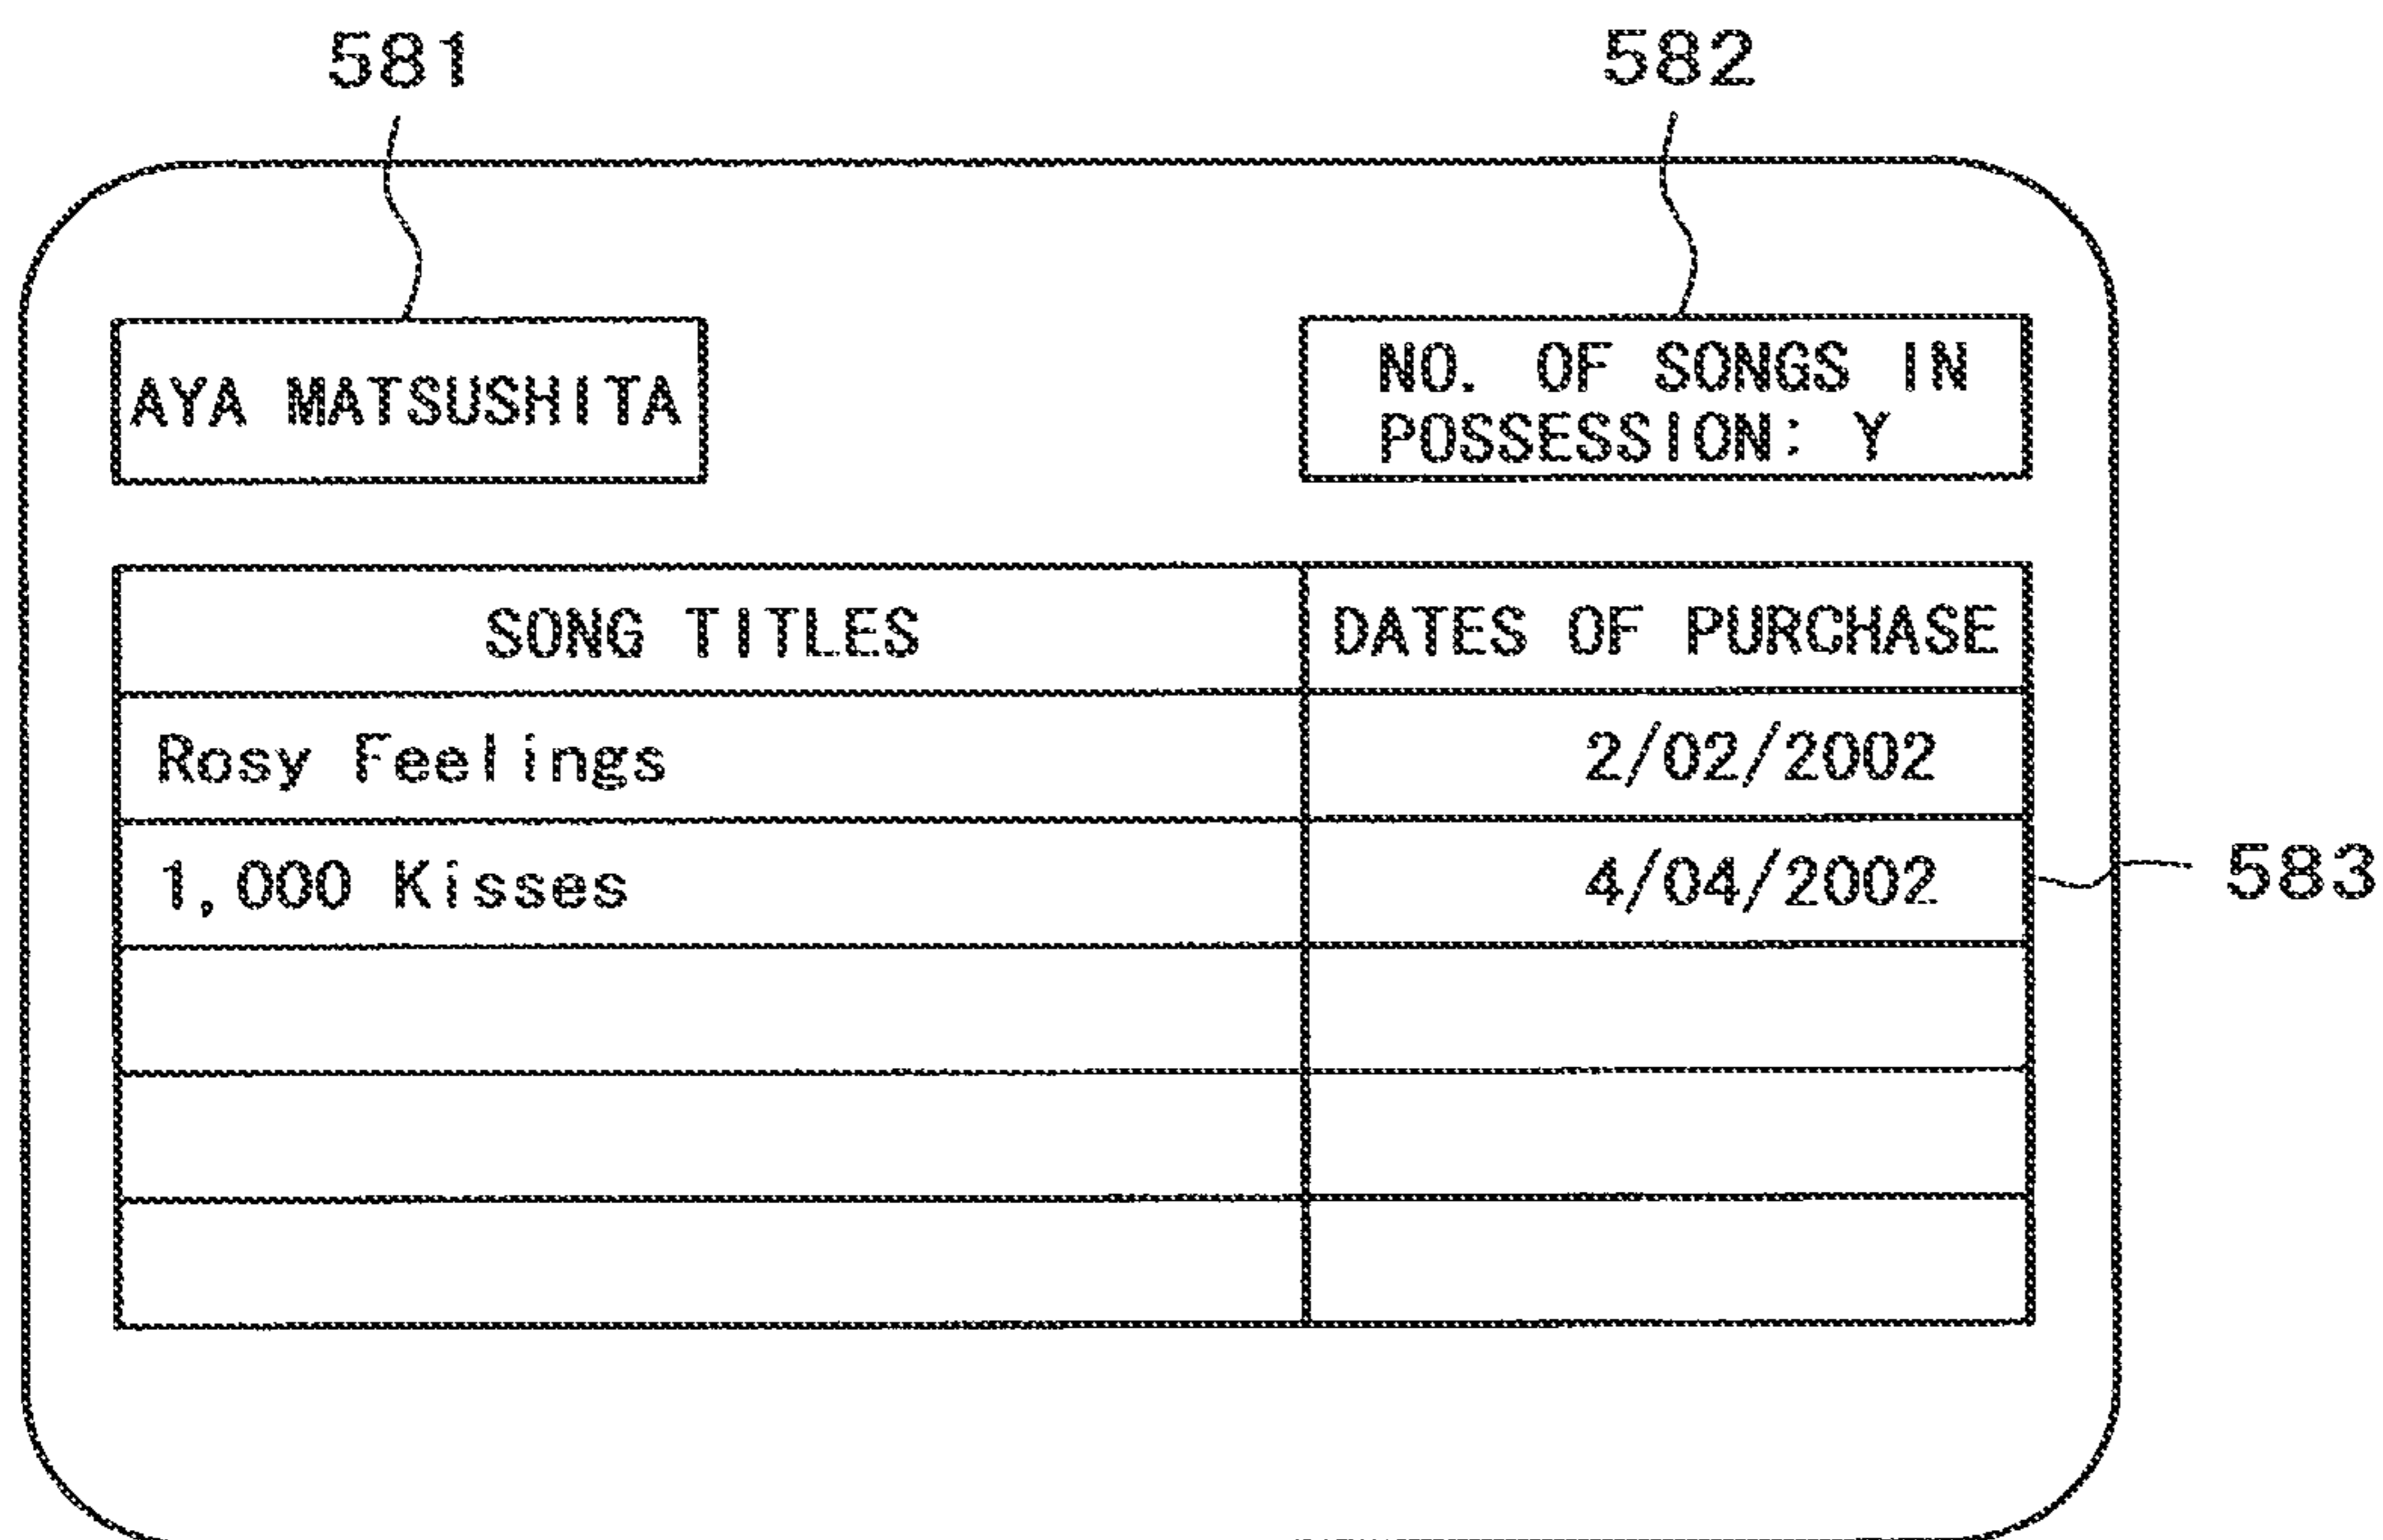 581
582
AYA MATSUSHITA
NO. OF SONGS IN
POSSESSION: Y
SONG TITLES
DATES OF PURCHASE
Rosy Feelings
2/02/2002
1,000 Kisses
4/04/2002
583